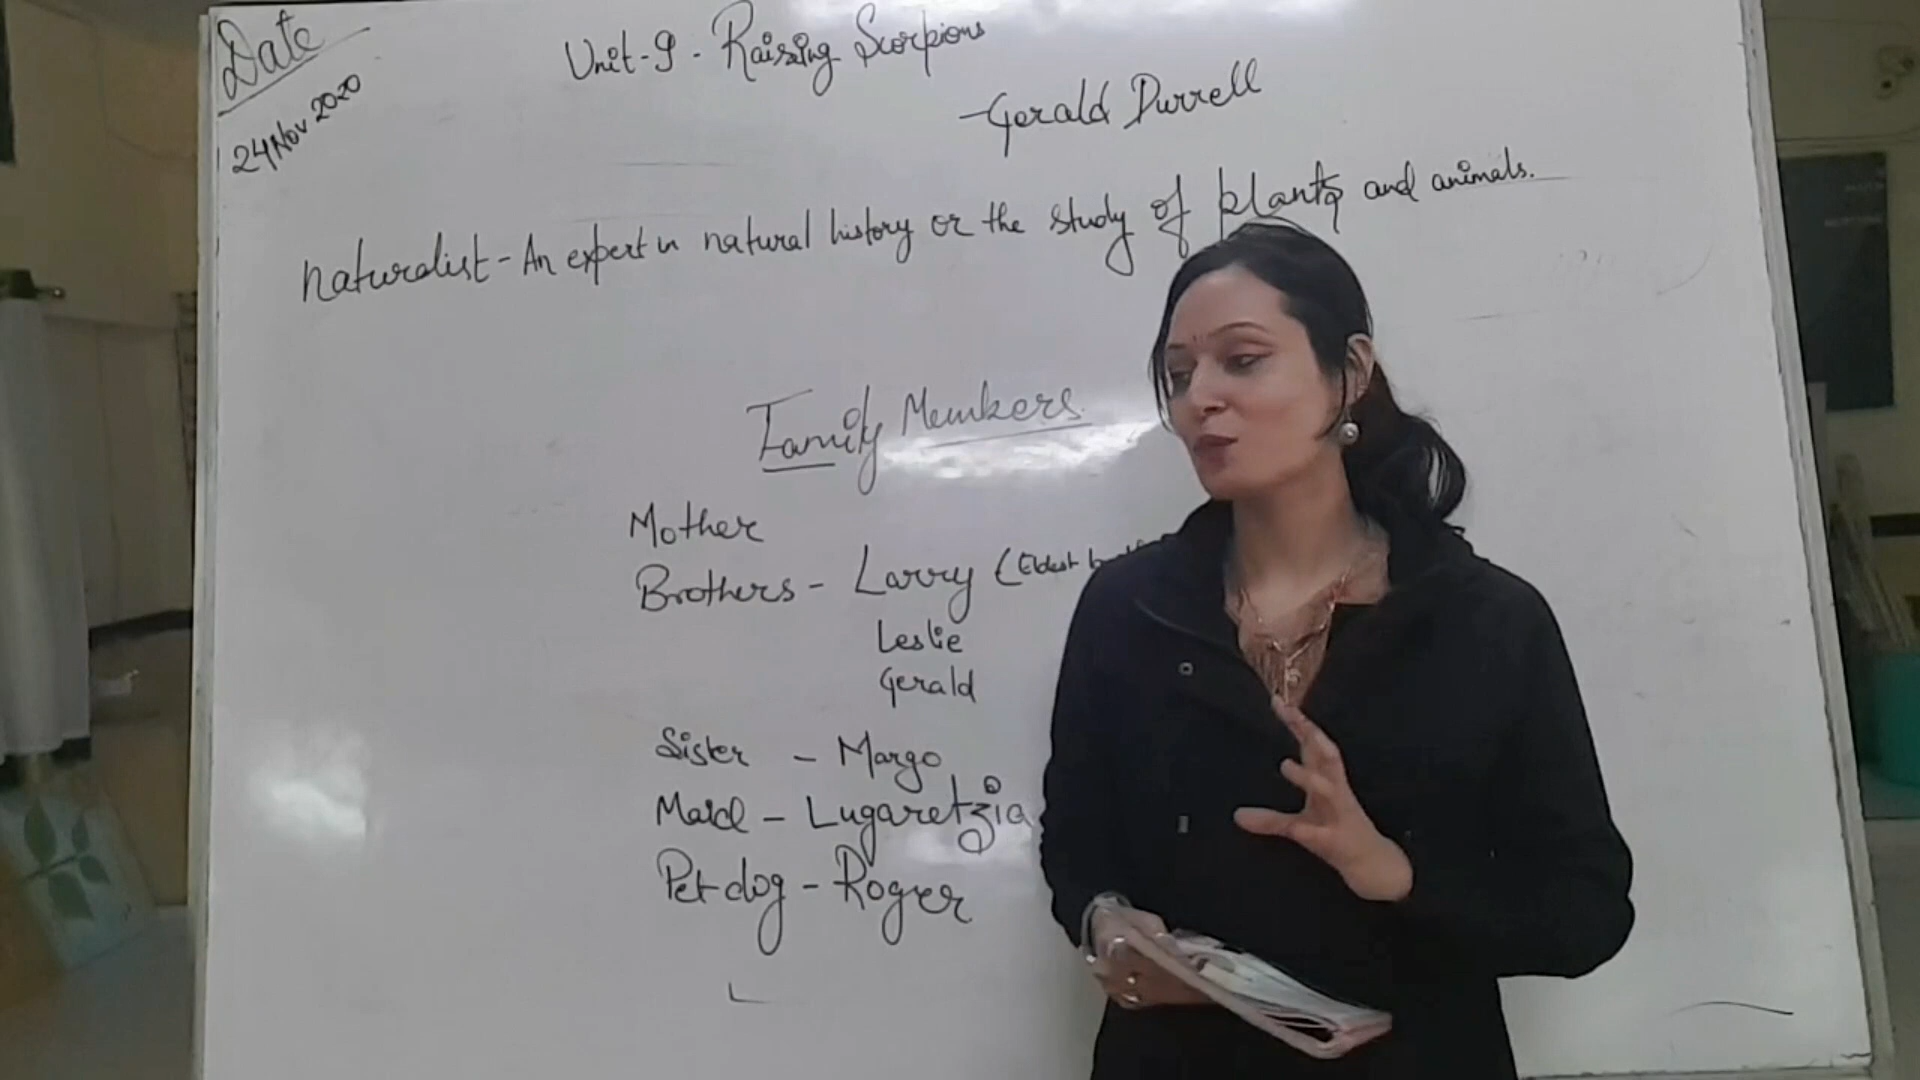 Date
24 Nov 2020
Unit-9 - Raising Scorpions
- Gerald Durrell
Naturalist - An expert in natural history or the study of plants and animals.
Family Members
Mother
Brothers - Larry (Eldest
Leslie
Gerald
Sister - Margo
Maid - Lugaretzia
Pet dog - Roger